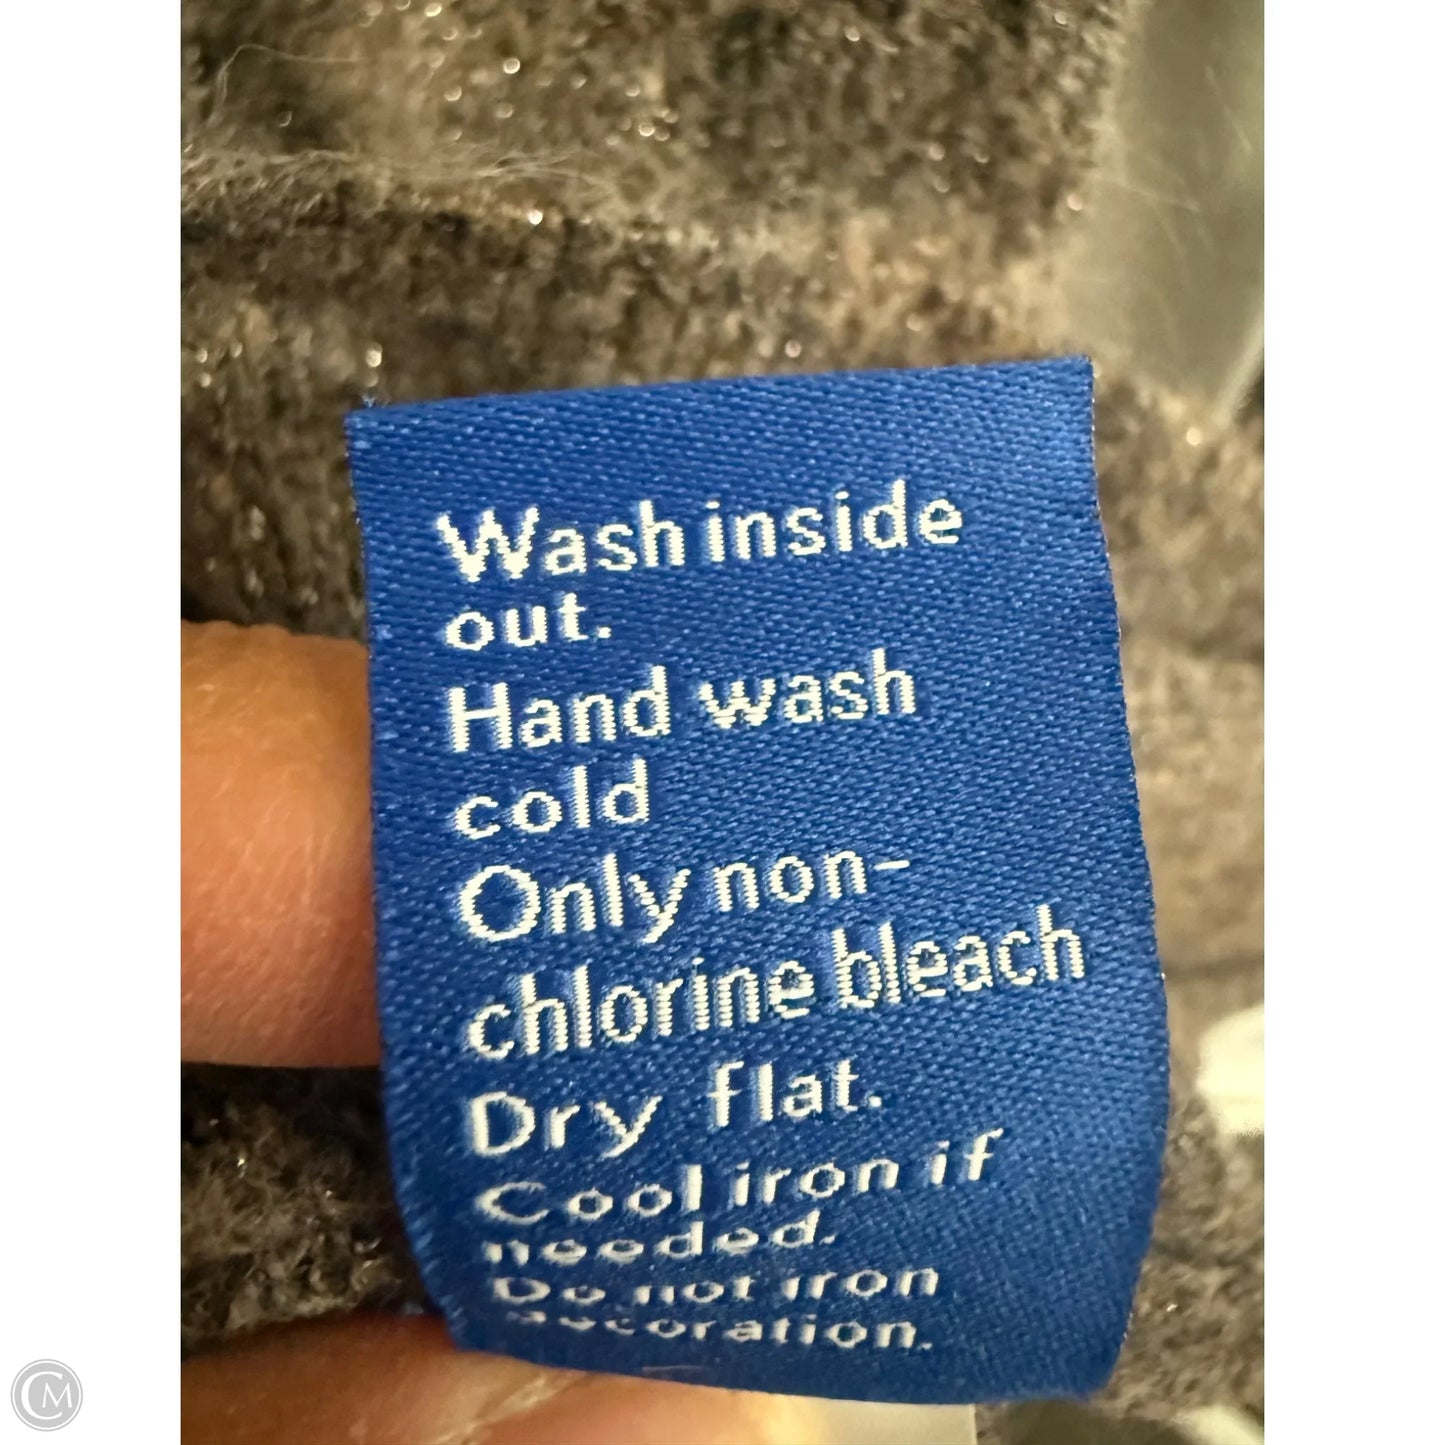 Wash inside
out.
Hand wash
cold
Only non-
chlorine bleach
Dry flat.
Cool iron if
needed.
Do not iron
decoration.
CM